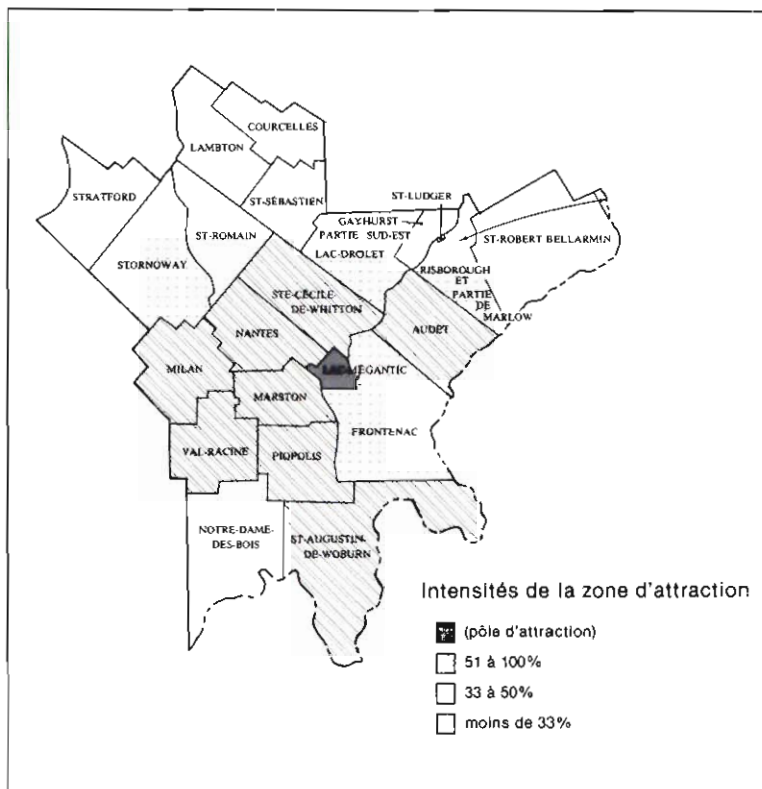 COURCELLES
LAMBTON
STRATFORD
ST-SÉBASTIEN
ST-LUDGER
GAYHURST
PARTIE SUD-EST
ST-ROMAIN
ST-ROBERT BELLARMIN
LAC-DROLET
STORNOWAY
RISBOROUGH
ET
PARTIE
DE
MARLOW
STE-CÉCILE
DE-WHITTON
AUDET
NANTES
MILAN
LAC-MÉGANTIC
MARSTON
FRONTENAC
VAL-RACINE
PIOPOLIS
NOTRE-DAME-
DES-BOIS
ST-AUGUSTIN-
DE-WOBURN
Intensités de la zone d'attraction
(pôle d'attraction)
51 à 100%
33 à 50%
moins de 33%